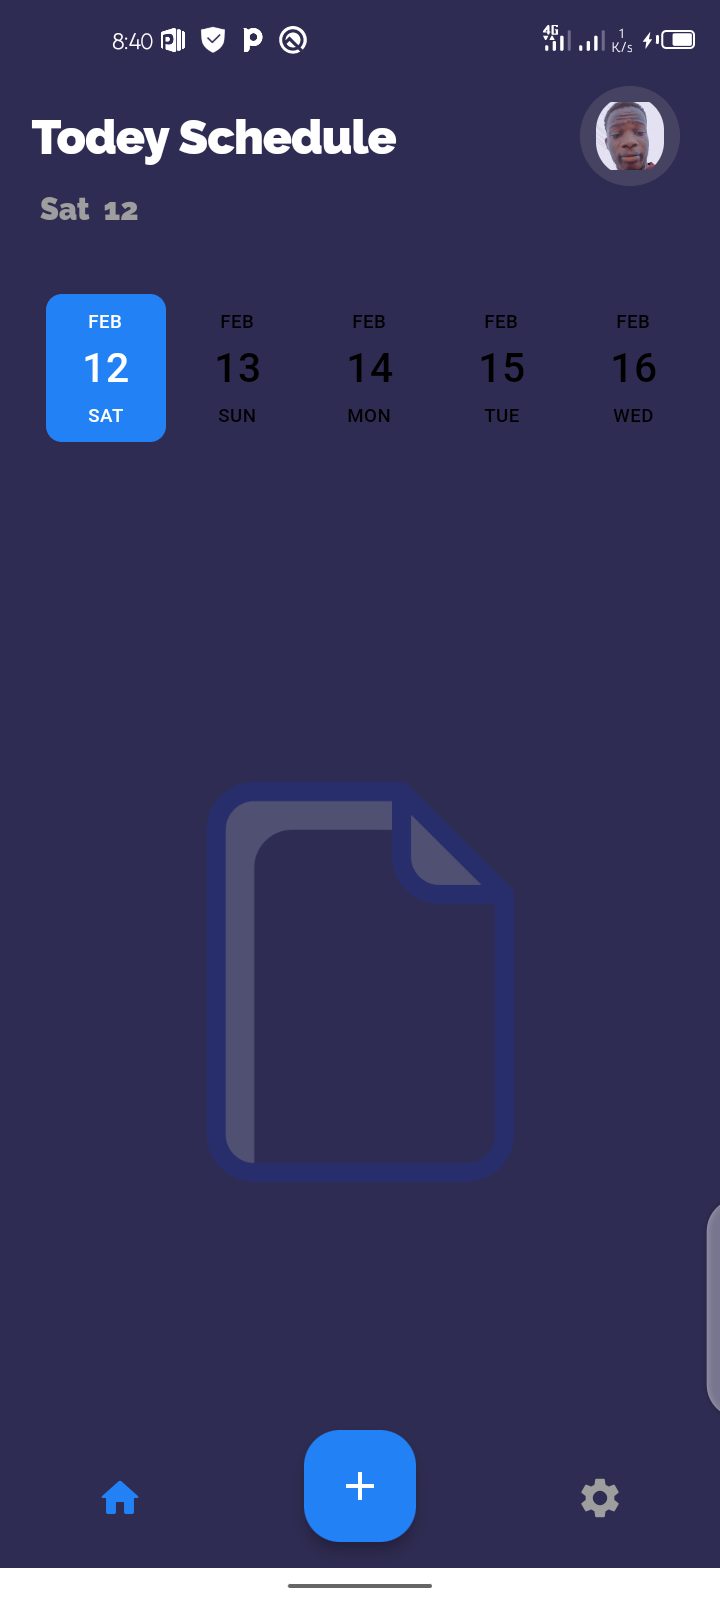 8:40
4G
1
K/s
Todey Schedule
Sat 12
FEB FEB FEB FEB FEB
12 13 14 15 16
SAT SUN MON TUE WED